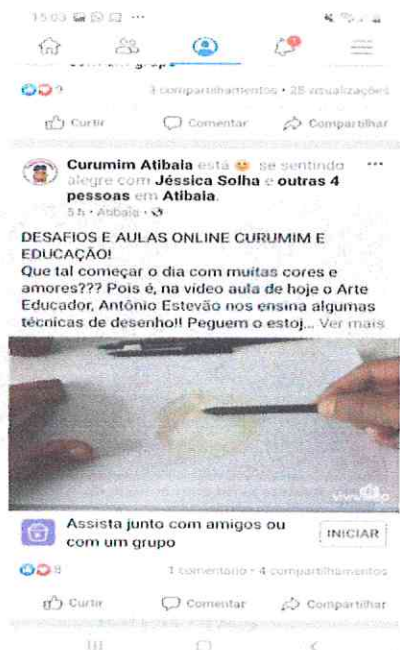 15:03
3 compartilhamentos • 28 visualizações
Curtir Comentar Compartilhar
Curumim Atibaia está se sentindo
alegre com Jéssica Solha e outras 4
pessoas em Atibaia.
5 h • Atibaia •
DESAFIOS E AULAS ONLINE CURUMIM E
EDUCAÇÃO!
Que tal começar o dia com muitas cores e
amores??? Pois é, na vídeo aula de hoje o Arte
Educador, Antônio Estevão nos ensina algumas
técnicas de desenho!! Peguem o estoj... Ver mais
Assista junto com amigos ou
com um grupo
INICIAR
8
1 comentário • 4 compartilhamentos
Curtir Comentar Compartilhar